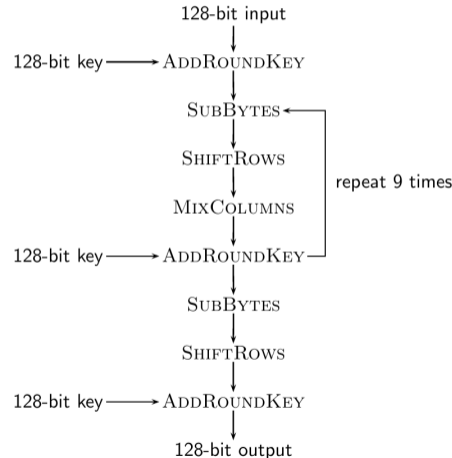 128-bit input
128-bit key ADDROUNDKEY
SUBBYTES
SHIFTROWS
repeat 9 times
MIXCOLUMNS
128-bit key ADDROUNDKEY
SUBBYTES
SHIFTROWS
128-bit key ADDROUNDKEY
128-bit output